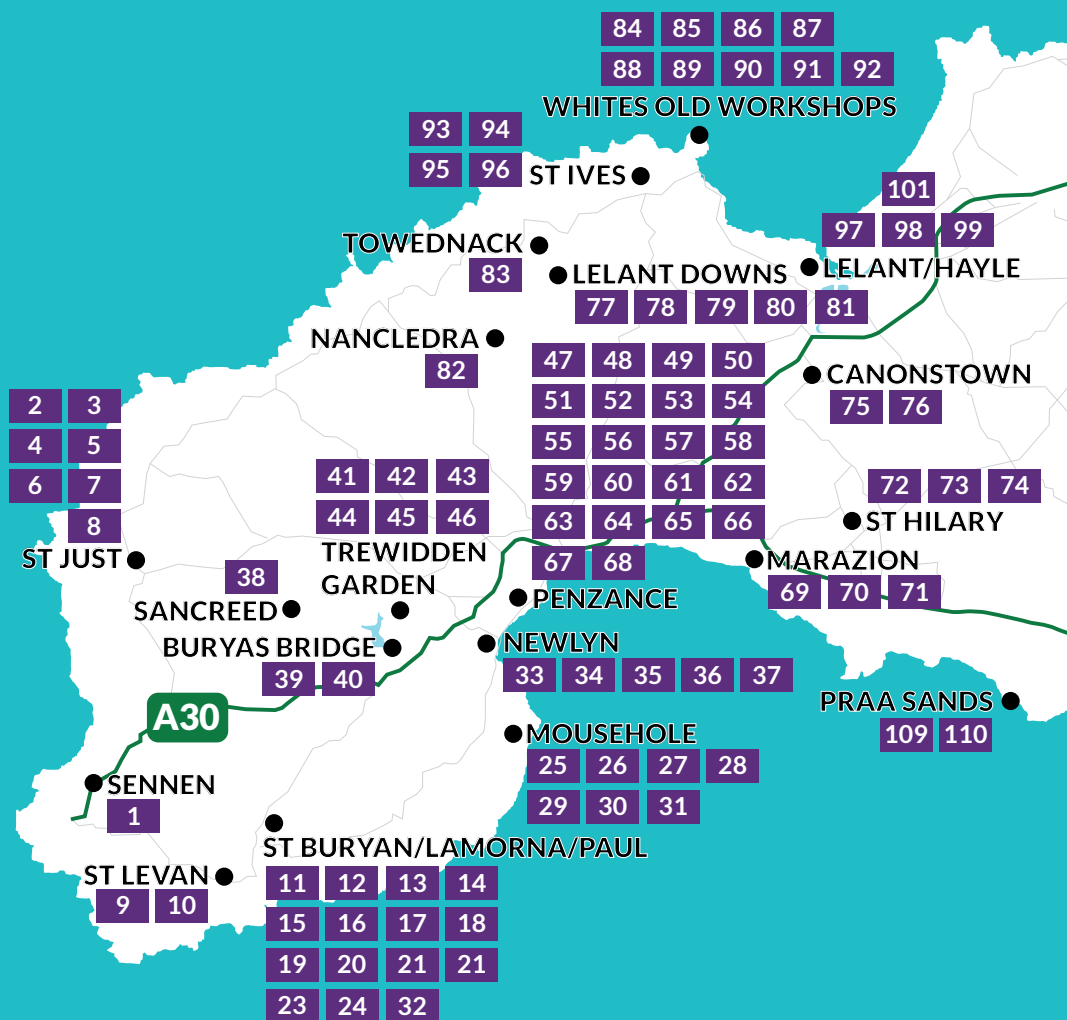 84 85 86 87
88 89 90 91 92
WHITES OLD WORKSHOPS
93 94
95 96
ST IVES
101
97 98 99
LELANT/HAYLE
TOWEDNACK
83
LELANT DOWNS
77 78 79 80 81
NANCLEDRA
82
47 48 49 50
51 52 53 54
55 56 57 58
59 60 61 62
63 64 65 66
67 68
PENZANCE
CANONSTOWN
75 76
2 3
4 5
6 7
8
ST JUST
41 42 43
44 45 46
TREWIDDEN
GARDEN
72 73 74
ST HILARY
MARAZION
69 70 71
38
SANCREED
BURYAS BRIDGE
39 40
NEWLYN
33 34 35 36 37
A30
PRAA SANDS
109 110
MOUSEHOLE
25 26 27 28
29 30 31
SENNEN
1
ST BURYAN/LAMORNA/PAUL
11 12 13 14
15 16 17 18
19 20 21 21
23 24 32
ST LEVAN
9 10